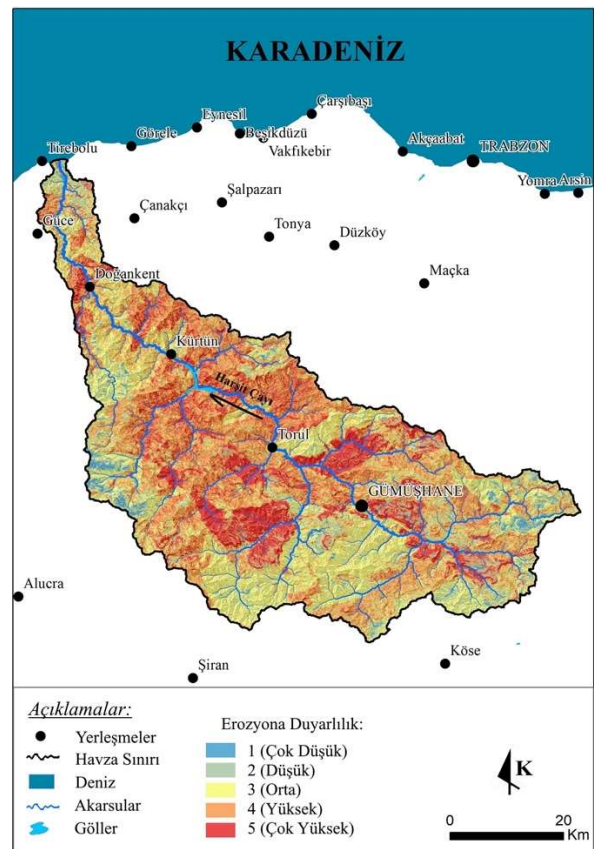 KARADENİZ
Çarşıbaşı
Eynesil
Görele
Beşikdüzü
Akçaabat
TRABZON
Tirebolu
Vakfıkebir
Yomra Arsin
Şalpazarı
Çanakçı
Güce
Tonya
Düzköy
Maçka
Doğankent
Kürtün
Harşit Çayı
Torul
GÜMÜŞHANE
Alucra
Köse
Şiran
Açıklamalar:
Yerleşmeler
Havza Sınırı
Deniz
Akarsular
Göller
Erozyona Duyarlılık:
1 (Çok Düşük)
2 (Düşük)
3 (Orta)
4 (Yüksek)
5 (Çok Yüksek)
K
0 20
Km